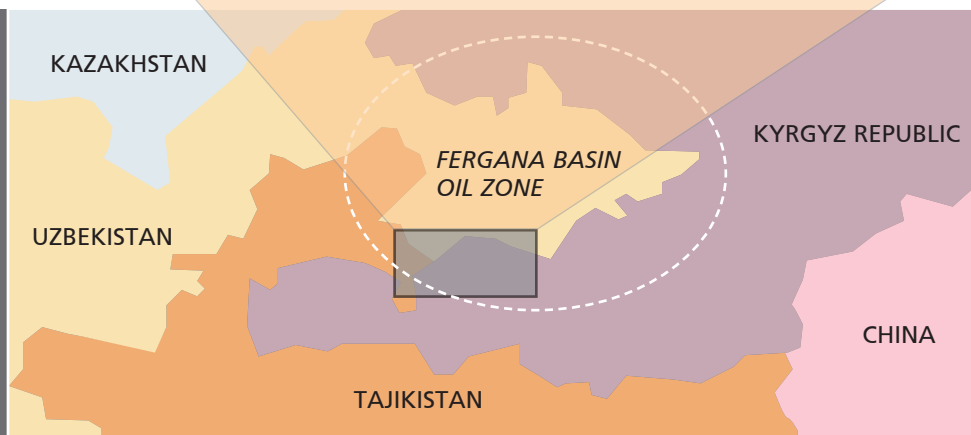 KAZAKHSTAN
KYRGYZ REPUBLIC
FERGANA BASIN
OIL ZONE
UZBEKISTAN
CHINA
TAJIKISTAN